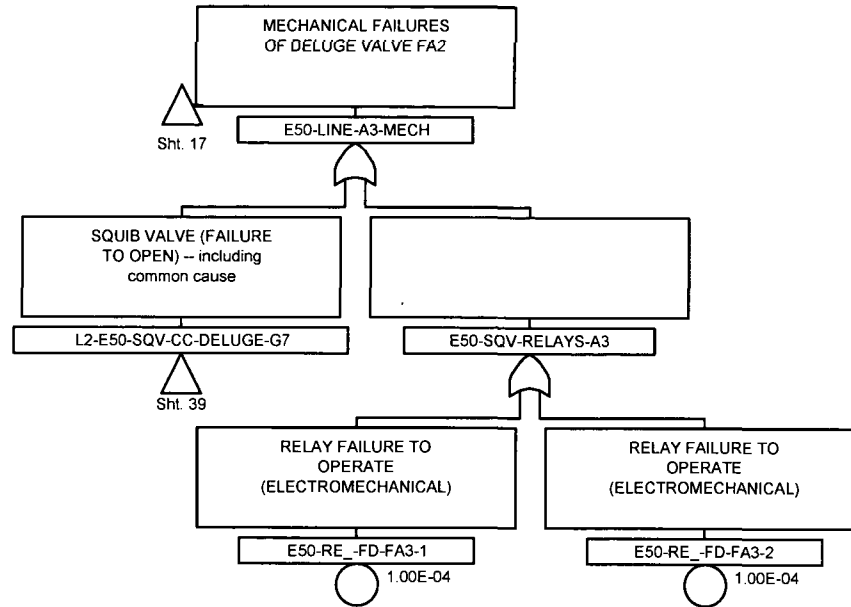 MECHANICAL FAILURES
OF DELUGE VALVE FA2
Sht. 17
E50-LINE-A3-MECH
SQUIB VALVE (FAILURE
TO OPEN) -- including
common cause
L2-E50-SQV-CC-DELUGE-G7
E50-SQV-RELAYS-A3
Sht. 39
RELAY FAILURE TO
OPERATE
(ELECTROMECHANICAL)
RELAY FAILURE TO
OPERATE
(ELECTROMECHANICAL)
E50-RE_-FD-FA3-1
E50-RE_-FD-FA3-2
1.00E-04
1.00E-04